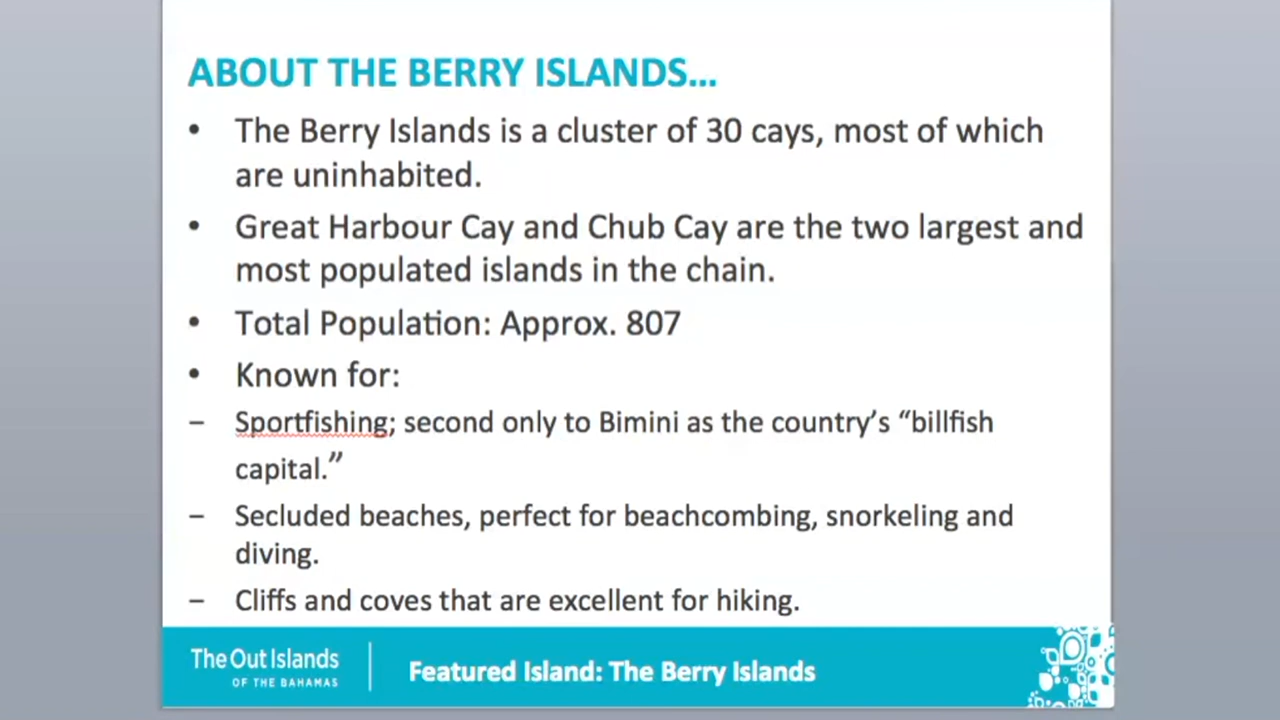 ABOUT THE BERRY ISLANDS...
• The Berry Islands is a cluster of 30 cays, most of which
are uninhabited.
• Great Harbour Cay and Chub Cay are the two largest and
most populated islands in the chain.
• Total Population: Approx. 807
• Known for:
– Sportfishing; second only to Bimini as the country’s “billfish
capital.”
– Secluded beaches, perfect for beachcombing, snorkeling and
diving.
– Cliffs and coves that are excellent for hiking.
The Out Islands
OF THE BAHAMAS
Featured Island: The Berry Islands